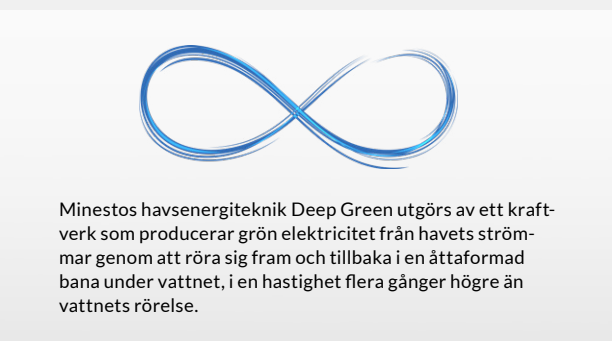 Minestos havsenergiteknik Deep Green utgörs av ett kraft-
verk som producerar grön elektricitet från havets ström-
mar genom att röra sig fram och tillbaka i en åttaformad
bana under vattnet, i en hastighet flera gånger högre än
vattnets rörelse.